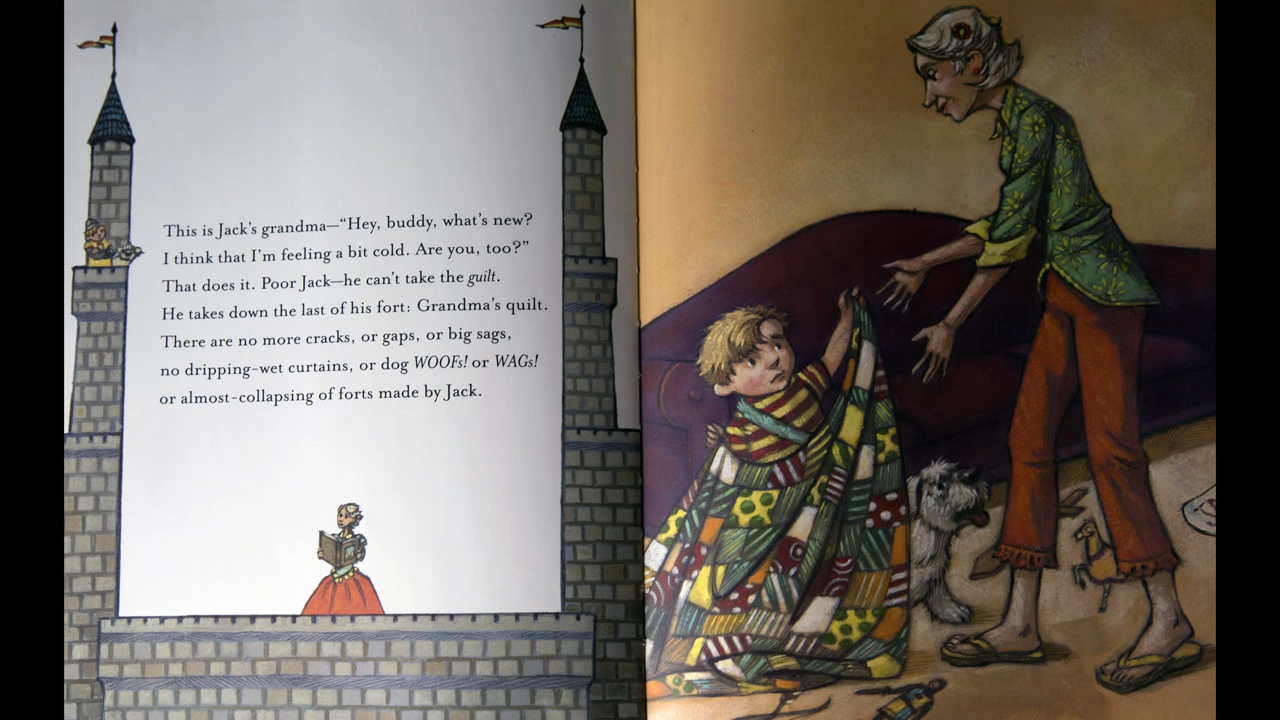 This is Jack's grandma—“Hey, buddy, what's new?
I think that I'm feeling a bit cold. Are you, too?”
That does it. Poor Jack—he can't take the guilt.
He takes down the last of his fort: Grandma's quilt.
There are no more cracks, or gaps, or big sags,
no dripping-wet curtains, or dog WOOFs! or WAGs!
or almost-collapsing of forts made by Jack.